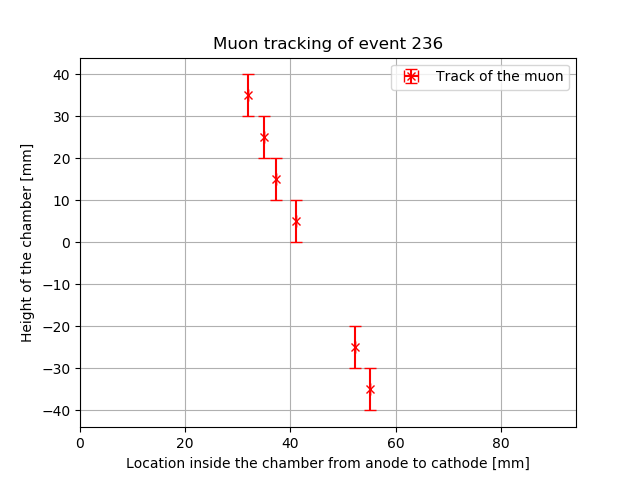 Muon tracking of event 236
Track of the muon
Height of the chamber [mm]
40
30
20
10
0
−10
−20
−30
−40
0 20 40 60 80
Location inside the chamber from anode to cathode [mm]